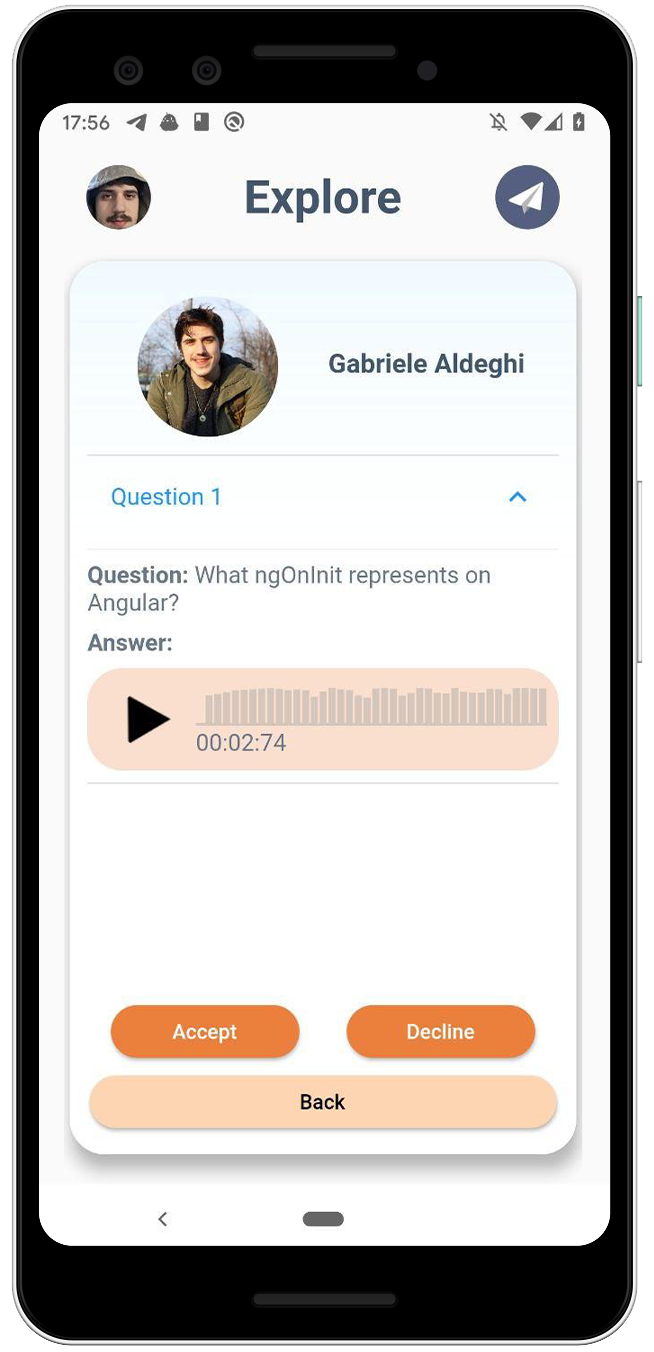 17:56
Explore
Gabriele Aldeghi
Question 1
Question: What ngOnInit represents on
Angular?
Answer:
00:02:74
Accept
Decline
Back